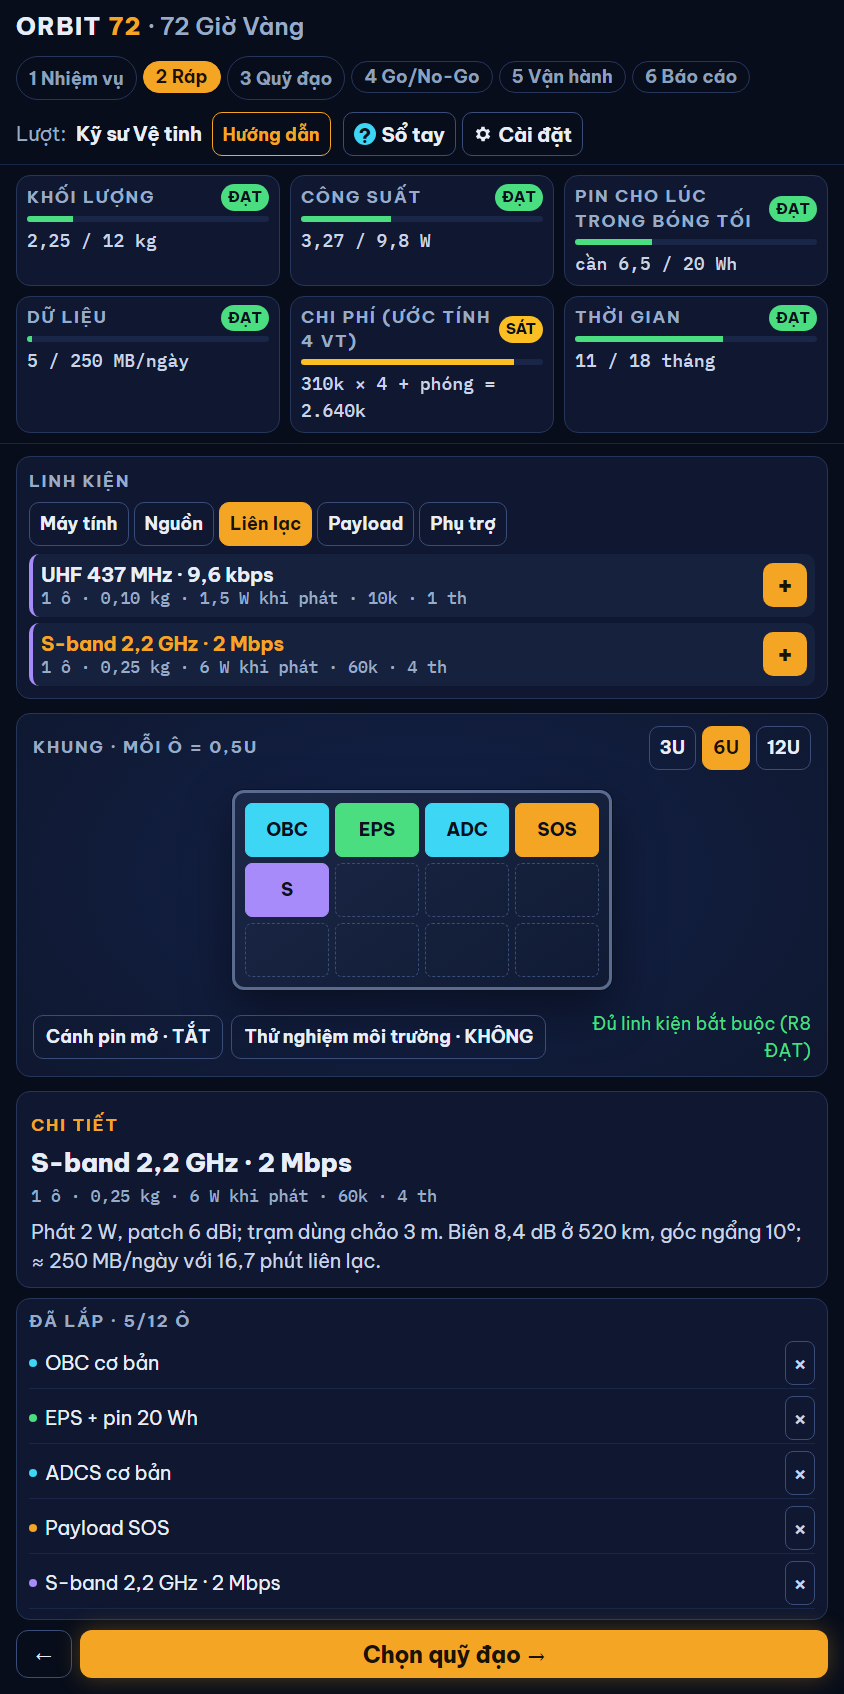 ORBIT 72 · 72 Giờ Vàng
1 Nhiệm vụ
2 Ráp
3 Quỹ đạo
4 Go/No-Go
5 Vận hành
6 Báo cáo
Lượt: Kỹ sư Vệ tinh
Hướng dẫn
? Sổ tay
Cài đặt
KHỐI LƯỢNG
ĐẠT
2,25 / 12 kg
CÔNG SUẤT
ĐẠT
3,27 / 9,8 W
PIN CHO LÚC
TRONG BÓNG TỐI
ĐẠT
cần 6,5 / 20 Wh
DỮ LIỆU
ĐẠT
5 / 250 MB/ngày
CHI PHÍ (ƯỚC TÍNH
4 VT)
SÁT
310k × 4 + phóng =
2.640k
THỜI GIAN
ĐẠT
11 / 18 tháng
LINH KIỆN
Máy tính
Nguồn
Liên lạc
Payload
Phụ trợ
UHF 437 MHz · 9,6 kbps
1 ô · 0,10 kg · 1,5 W khi phát · 10k · 1 th
+
S-band 2,2 GHz · 2 Mbps
1 ô · 0,25 kg · 6 W khi phát · 60k · 4 th
+
KHUNG · MỖI Ô = 0,5U
3U
6U
12U
OBC
EPS
ADC
SOS
S
Cánh pin mở · TẮT
Thử nghiệm môi trường · KHÔNG
Đủ linh kiện bắt buộc (R8
ĐẠT)
CHI TIẾT
S-band 2,2 GHz · 2 Mbps
1 ô · 0,25 kg · 6 W khi phát · 60k · 4 th
Phát 2 W, patch 6 dBi; trạm dùng chảo 3 m. Biên 8,4 dB ở 520 km, góc ngẩng 10°;
≈ 250 MB/ngày với 16,7 phút liên lạc.
ĐÃ LẮP · 5/12 Ô
OBC cơ bản
×
EPS + pin 20 Wh
×
ADCS cơ bản
×
Payload SOS
×
S-band 2,2 GHz · 2 Mbps
×
←
Chọn quỹ đạo →